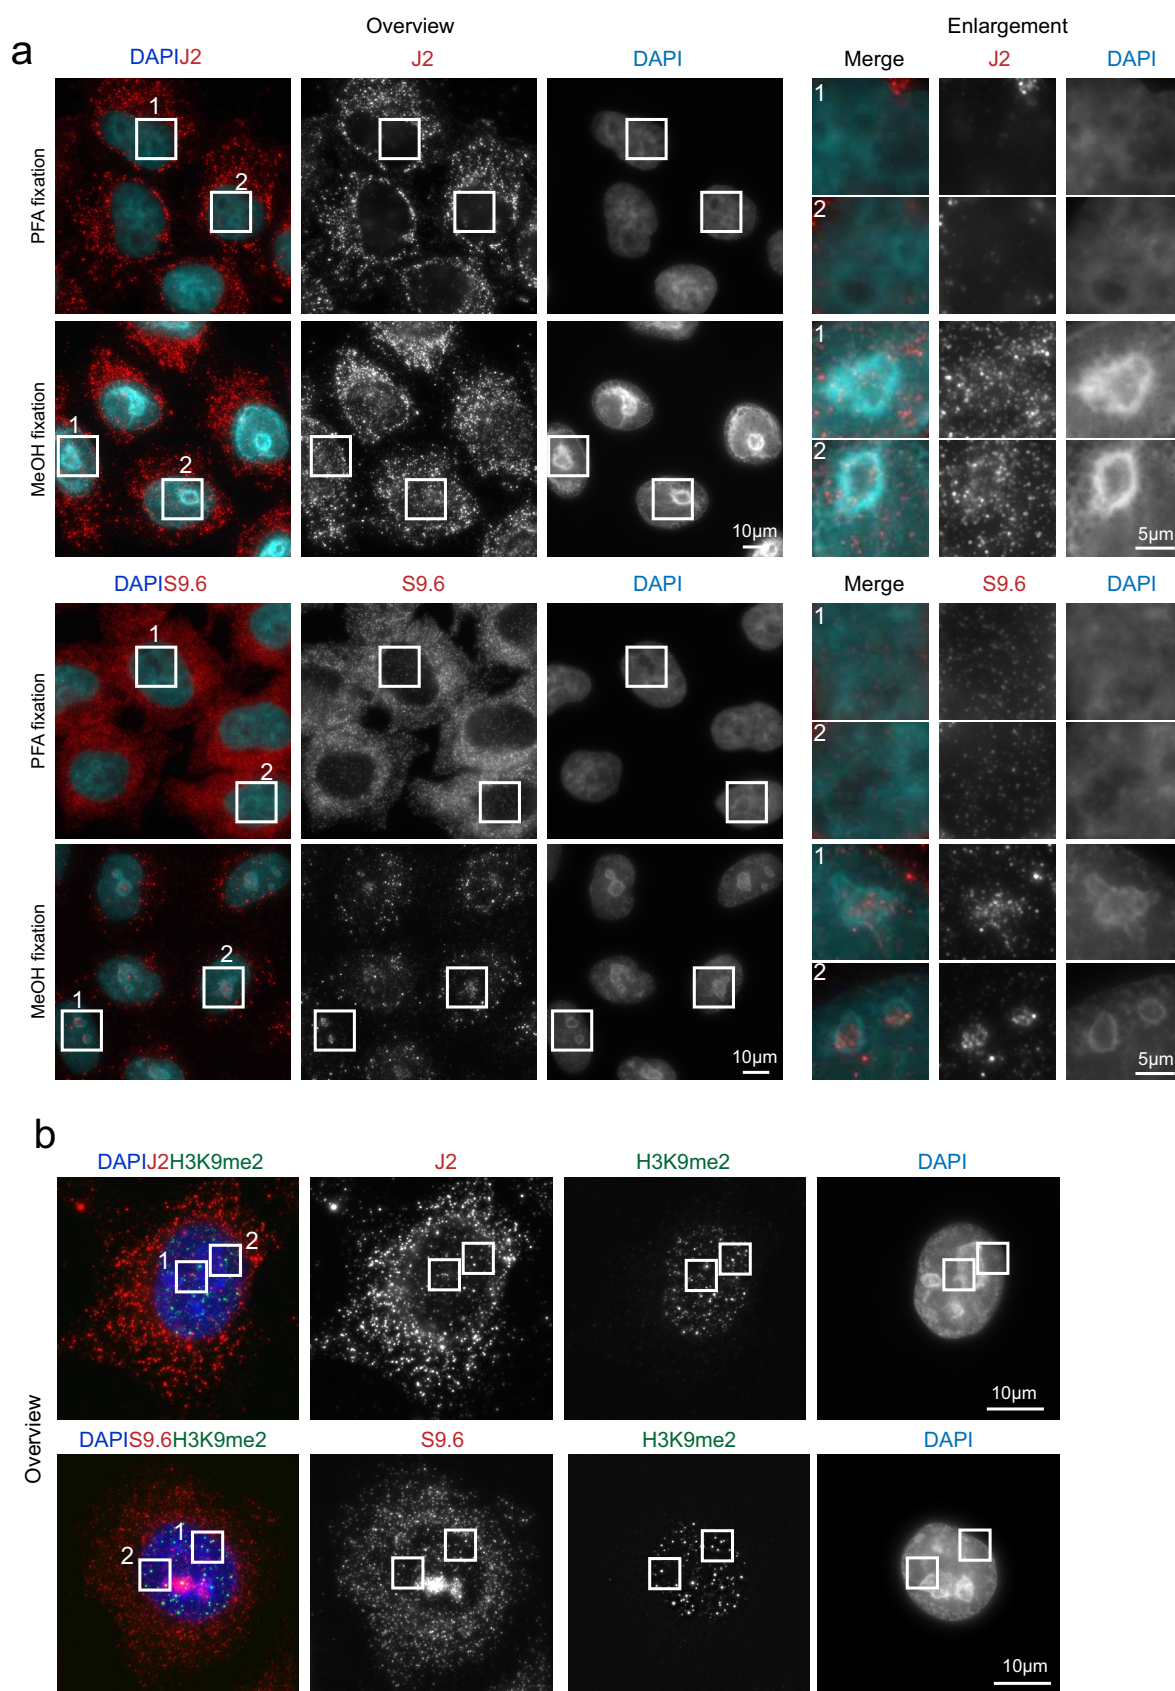 a
Overview
Enlargement
DAPIJ2
J2
DAPI
Merge
J2
DAPI
PFA fixation
1
2
1
2
MeOH fixation
1
2
10µm
1
2
5µm
DAPIS9.6
S9.6
DAPI
Merge
S9.6
DAPI
PFA fixation
1
2
1
2
MeOH fixation
1
2
10µm
1
2
5µm
b
Overview
DAPIJ2H3K9me2
J2
H3K9me2
DAPI
1
2
10µm
DAPIS9.6H3K9me2
S9.6
H3K9me2
DAPI
1
2
10µm